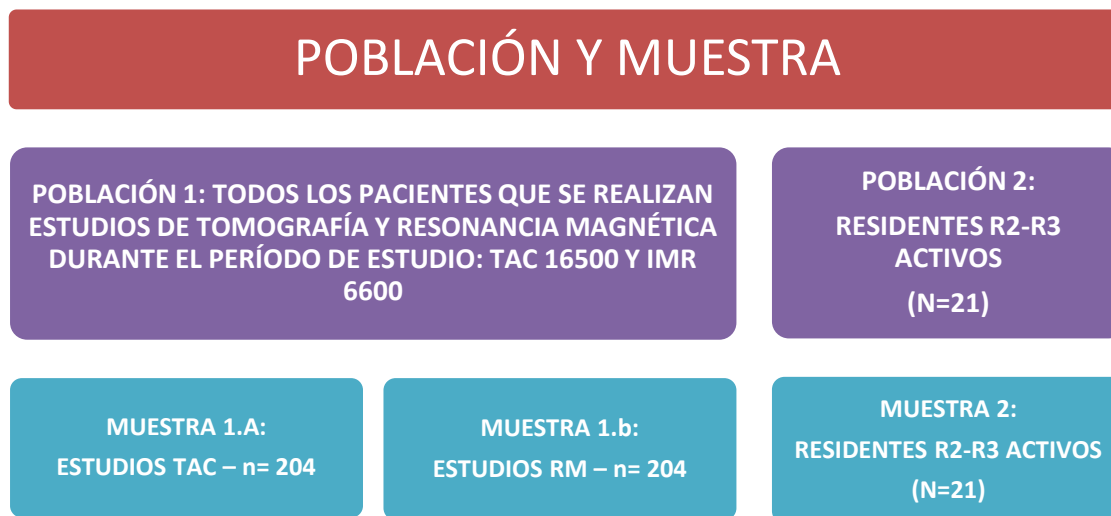 POBLACIÓN Y MUESTRA
POBLACIÓN 1: TODOS LOS PACIENTES QUE SE REALIZAN
ESTUDIOS DE TOMOGRAFÍA Y RESONANCIA MAGNÉTICA
DURANTE EL PERÍODO DE ESTUDIO: TAC 16500 Y IMR
6600
POBLACIÓN 2:
RESIDENTES R2-R3
ACTIVOS
(N=21)
MUESTRA 1.A:
ESTUDIOS TAC – n= 204
MUESTRA 1.b:
ESTUDIOS RM – n= 204
MUESTRA 2:
RESIDENTES R2-R3 ACTIVOS
(N=21)